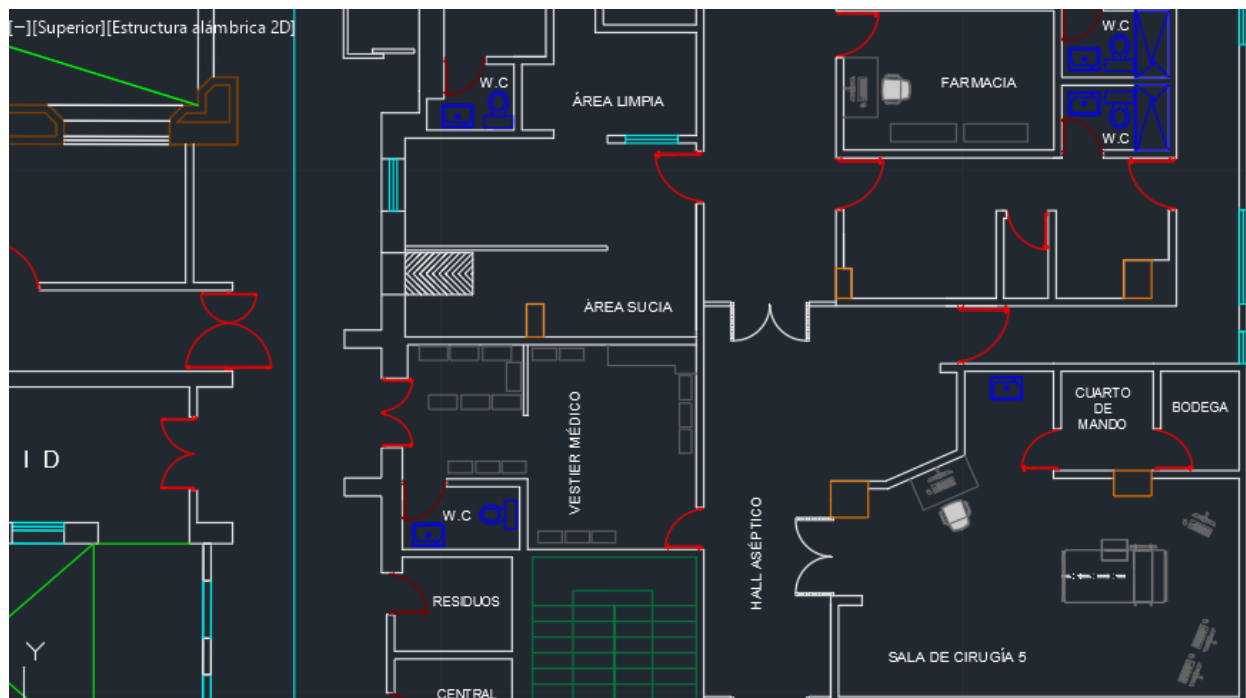 [−][Superior][Estructura alámbrica 2D]
W.C
W.C
ÁREA LIMPIA
FARMACIA
W.C
ÁREA SUCIA
CUARTO
DE
MANDO
BODEGA
VESTIER MÉDICO
I D
W.C
HALL ASÉPTICO
RESIDUOS
SALA DE CIRUGÍA 5
Y
CENTRAL